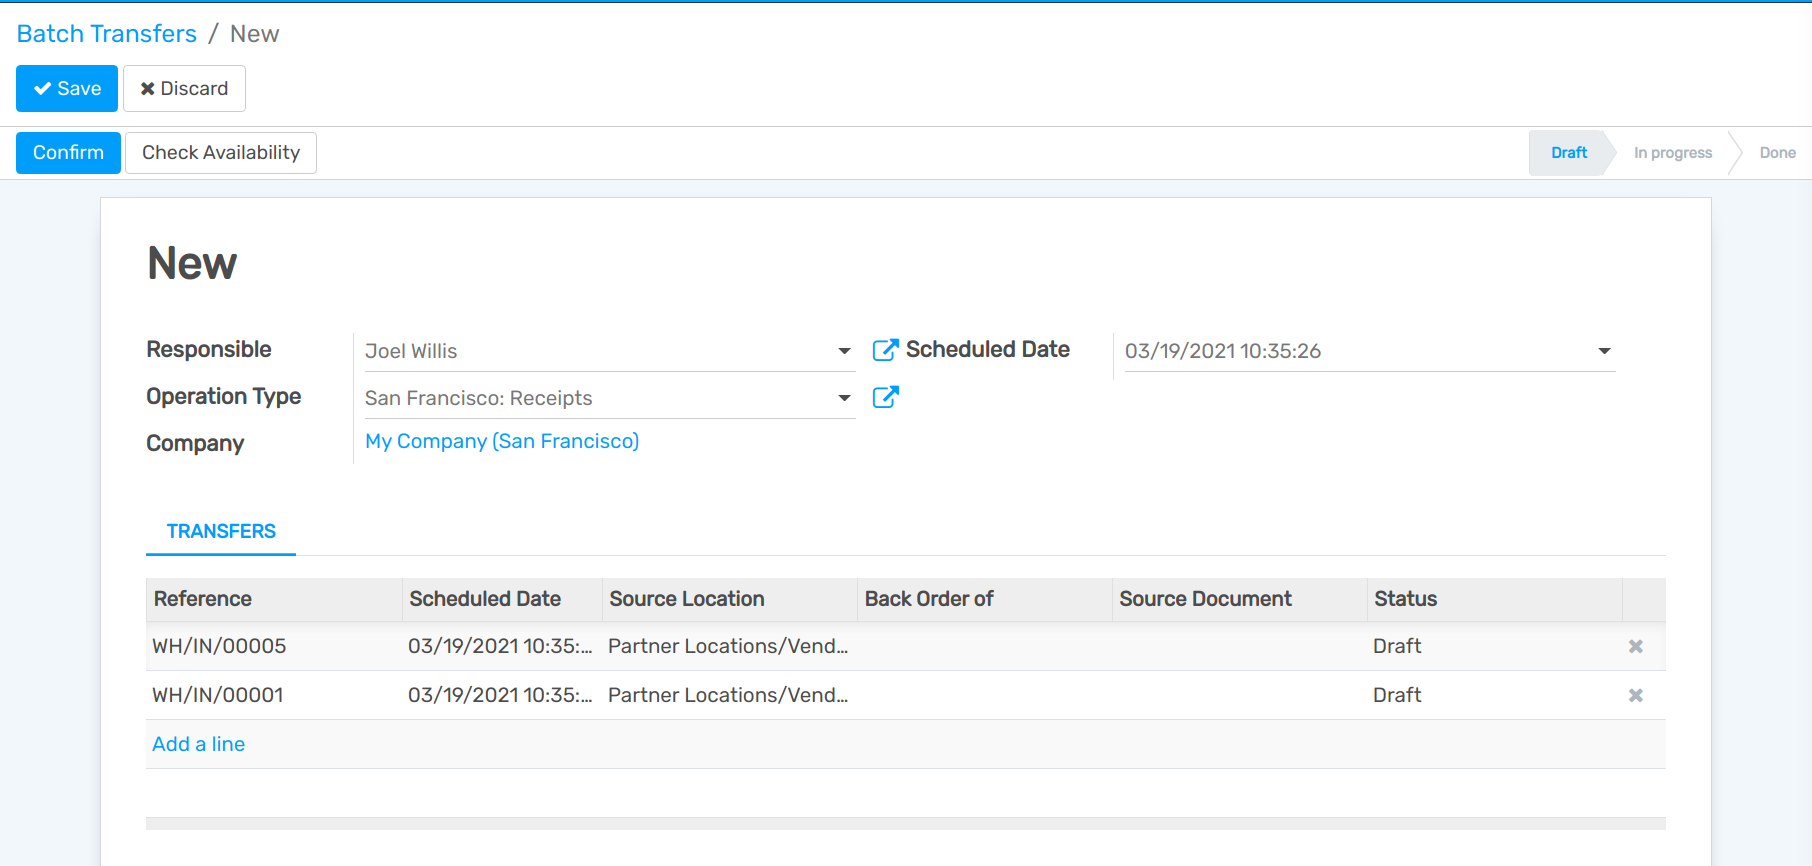 Batch Transfers / New
Save Discard
Confirm Check Availability Draft In progress Done
New
Responsible Joel Willis Scheduled Date 03/19/2021 10:35:26
Operation Type San Francisco: Receipts
Company My Company (San Francisco)
TRANSFERS
Reference Scheduled Date Source Location Back Order of Source Document Status
WH/IN/00005 03/19/2021 10:35:... Partner Locations/Vend... Draft
WH/IN/00001 03/19/2021 10:35:... Partner Locations/Vend... Draft
Add a line